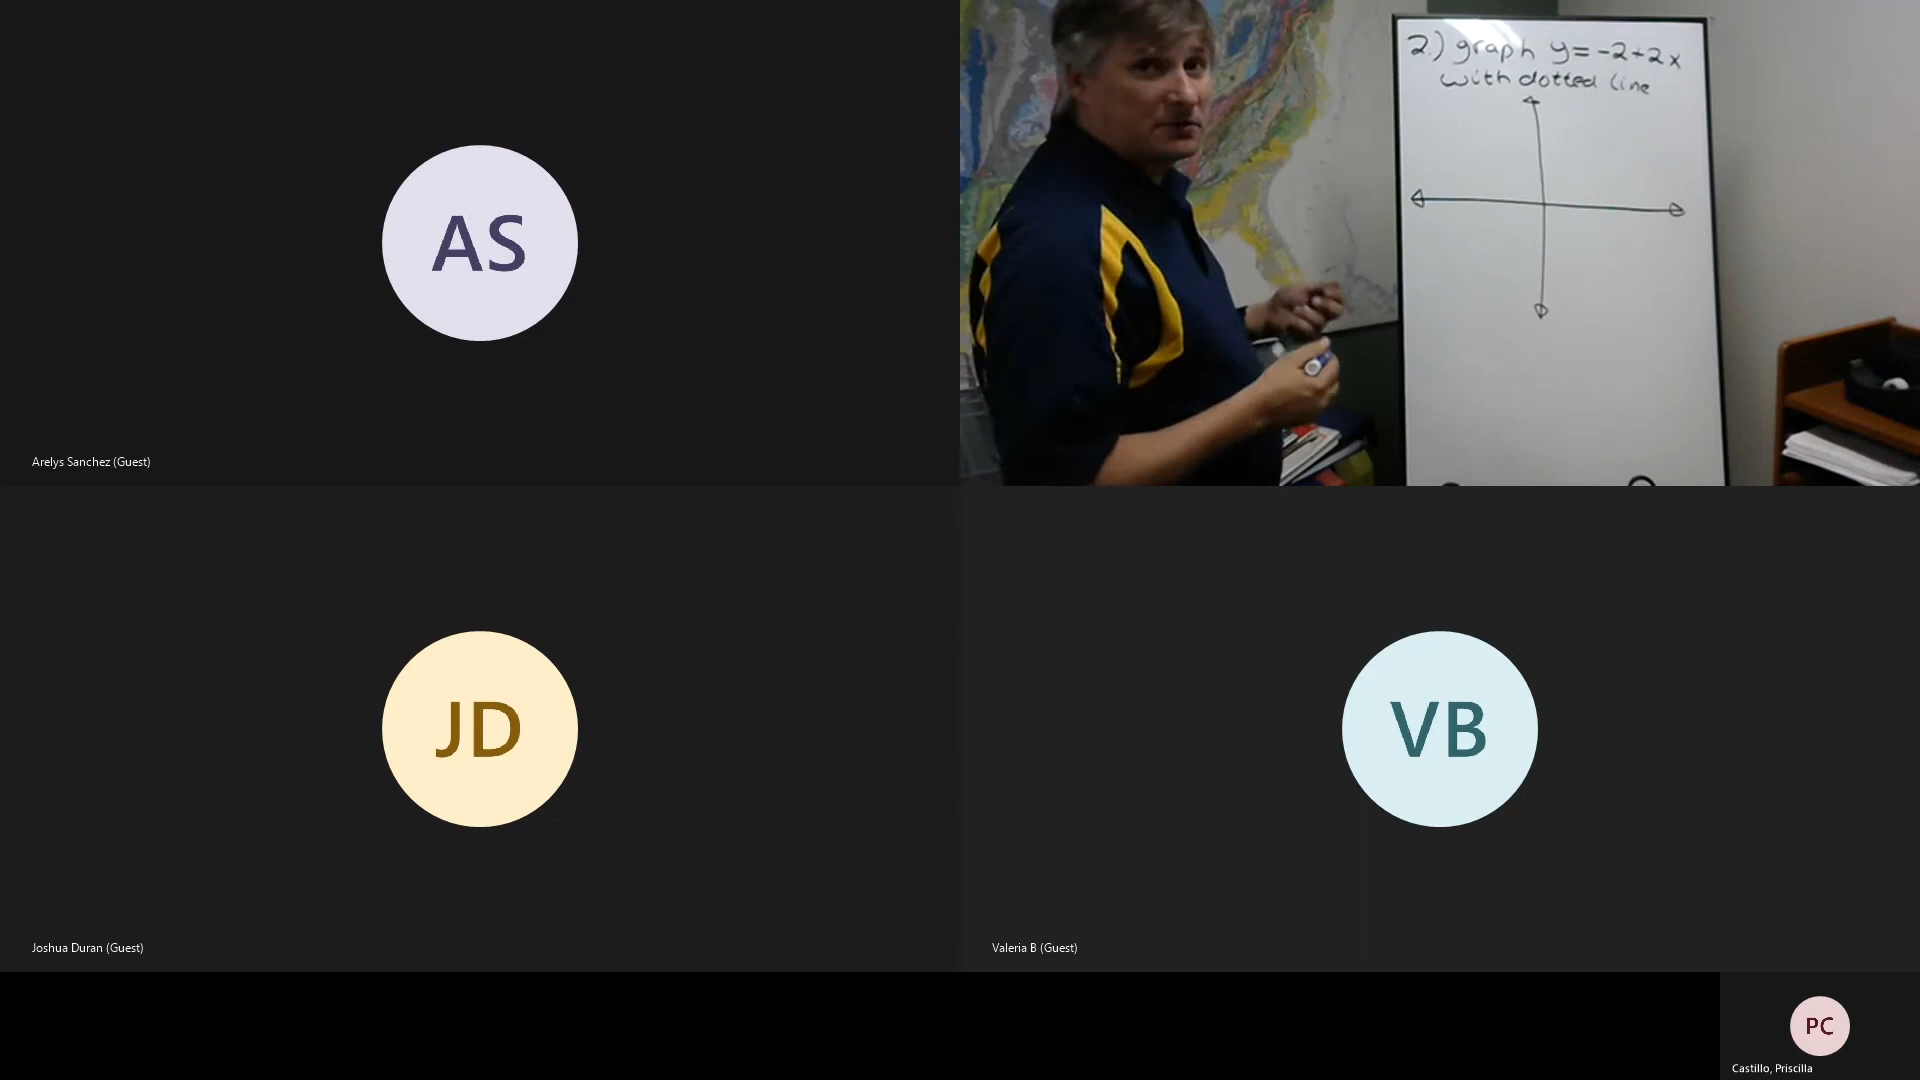 AS
Arelys Sanchez (Guest)
2.) graph y = -2+2x
with dotted line
JD
Joshua Duran (Guest)
VB
Valeria B (Guest)
PC
Castillo, Priscilla